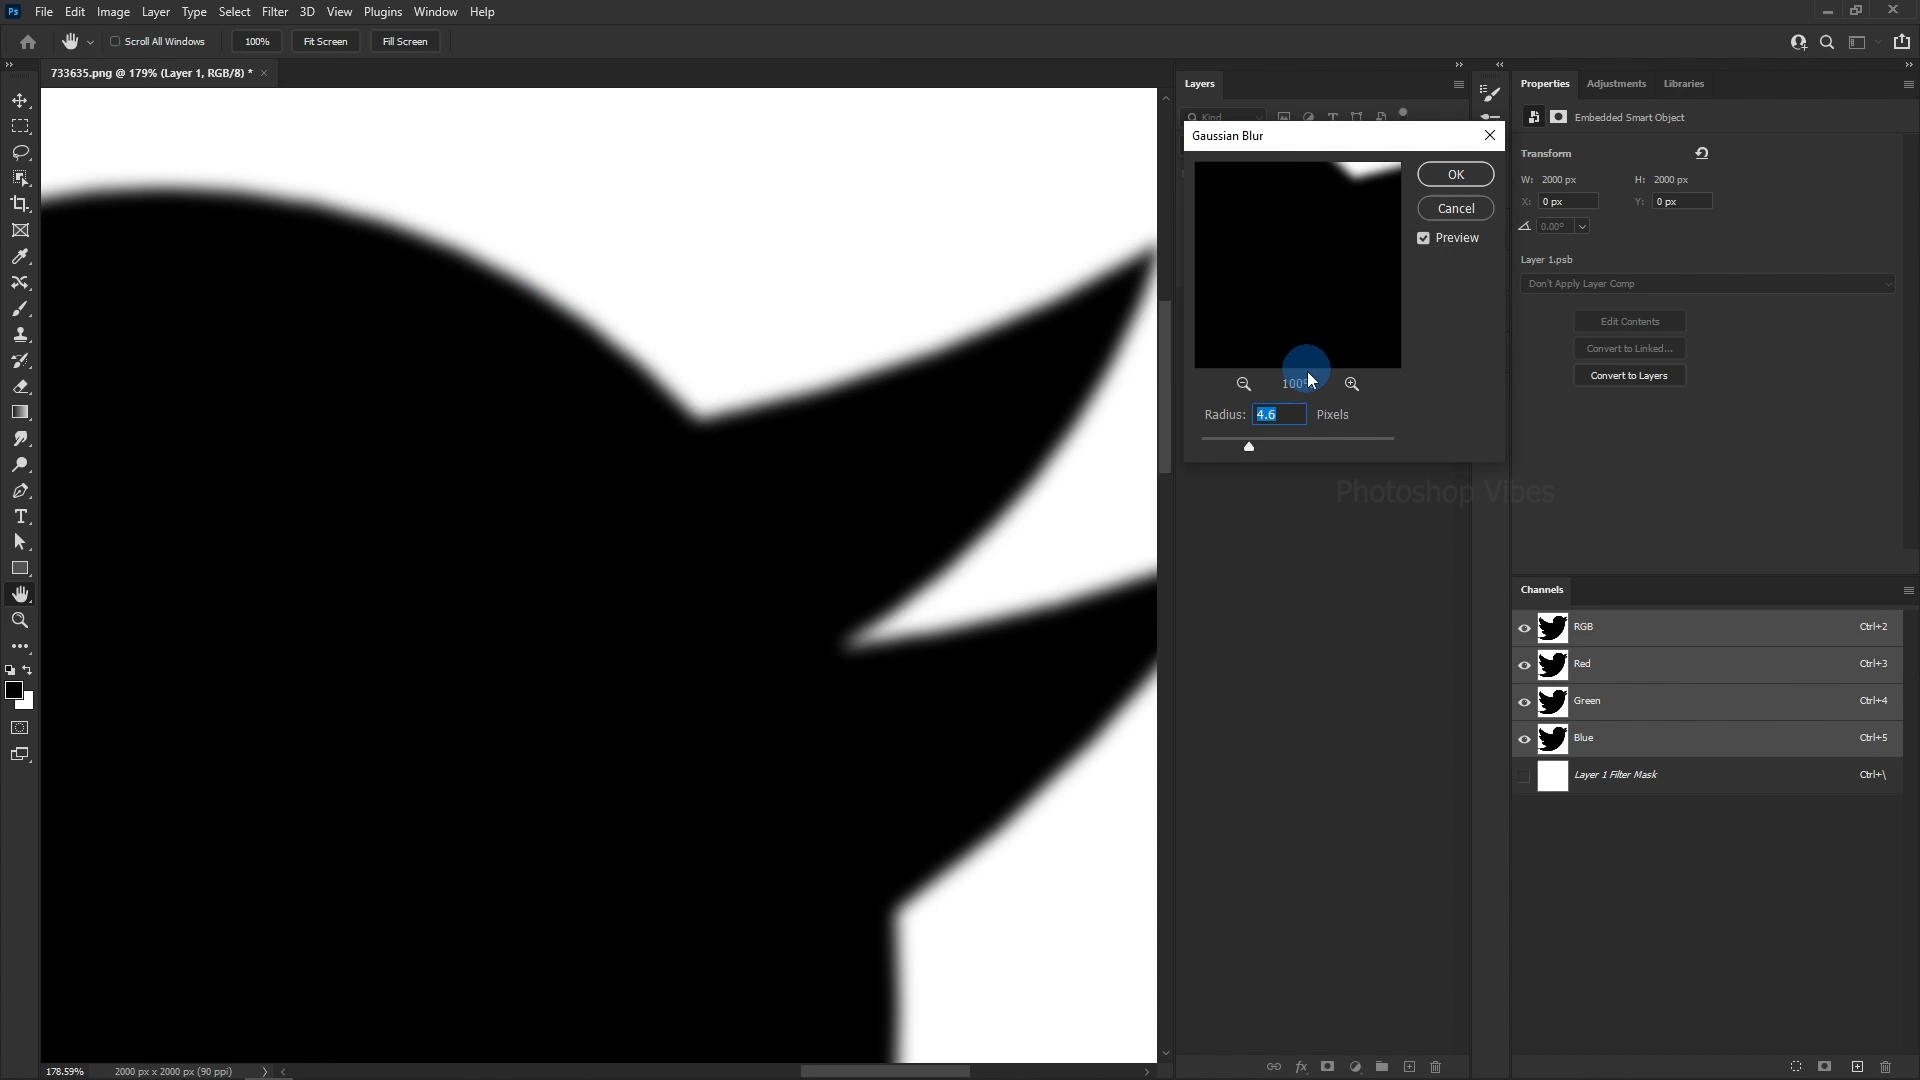 Ps File Edit Image Layer Type Select Filter 3D View Plugins Window Help
Scroll All Windows 100% Fit Screen Fill Screen
733635.png @ 179% (Layer 1, RGB/8) *
Layers
Kind
Gaussian Blur
OK
Cancel
Preview
100%
Radius: 4.6 Pixels
Photoshop Vibes
Properties Adjustments Libraries
Embedded Smart Object
Transform
W: 2000 px H: 2000 px
X: 0 px Y: 0 px
0.00°
Layer 1.psb
Don't Apply Layer Comp
Edit Contents
Convert to Linked...
Convert to Layers
Channels
RGB Ctrl+2
Red Ctrl+3
Green Ctrl+4
Blue Ctrl+5
Layer 1 Filter Mask Ctrl+\
178.59% 2000 px x 2000 px (90 ppi)
fx